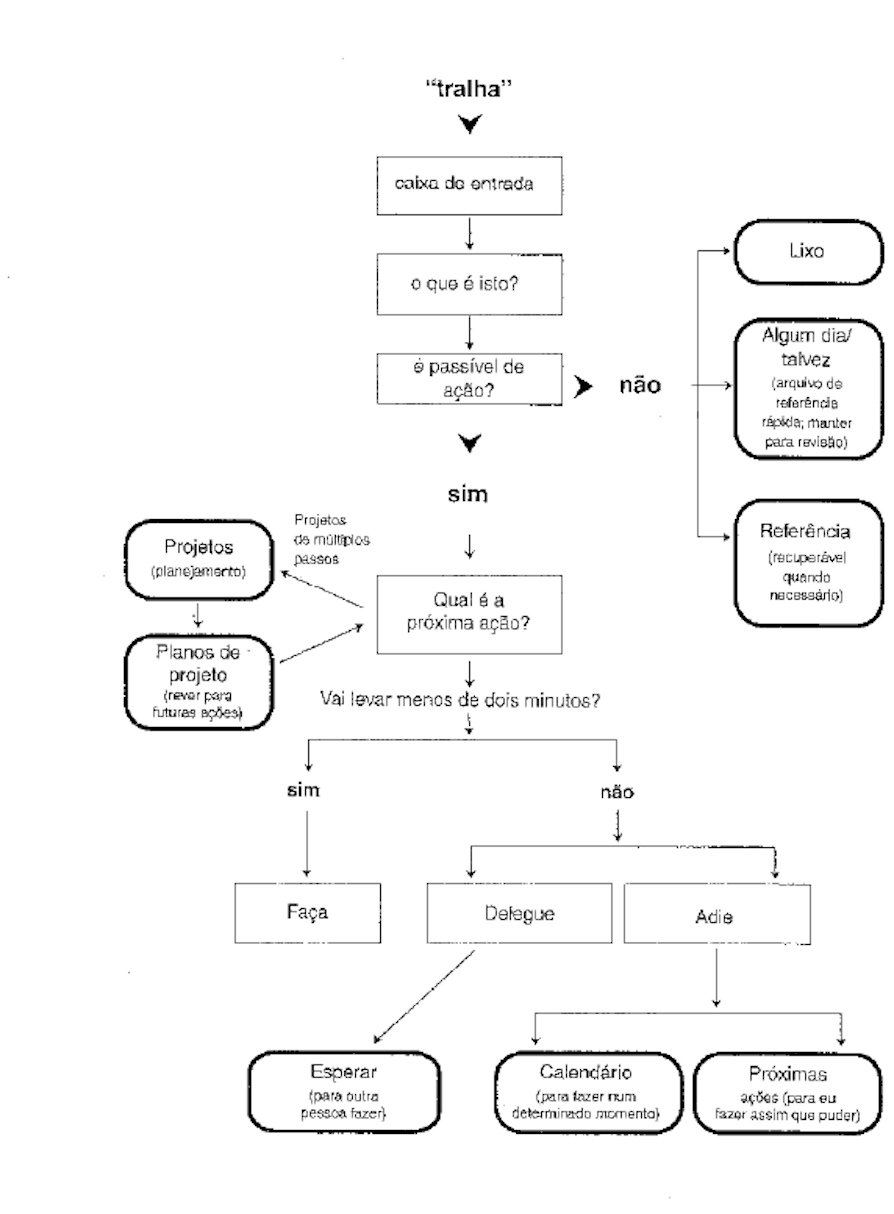 “tralha”
caixa de entrada
o que é isto?
é passível de
ação?
não
Lixo
Algum dia/
talvez
(arquivo de
referência
rápida; manter
para revisão)
Referência
(recuperável
quando
necessário)
sim
Projetos
de múltiplos
passos
Projetos
(planejamento)
Planos de
projeto
(rever para
futuras ações)
Qual é a
próxima ação?
Vai levar menos de dois minutos?
sim
não
Faça
Delegue
Adie
Esperar
(para outra
pessoa fazer)
Calendário
(para fazer num
determinado momento)
Próximas
ações (para eu
fazer assim que puder)